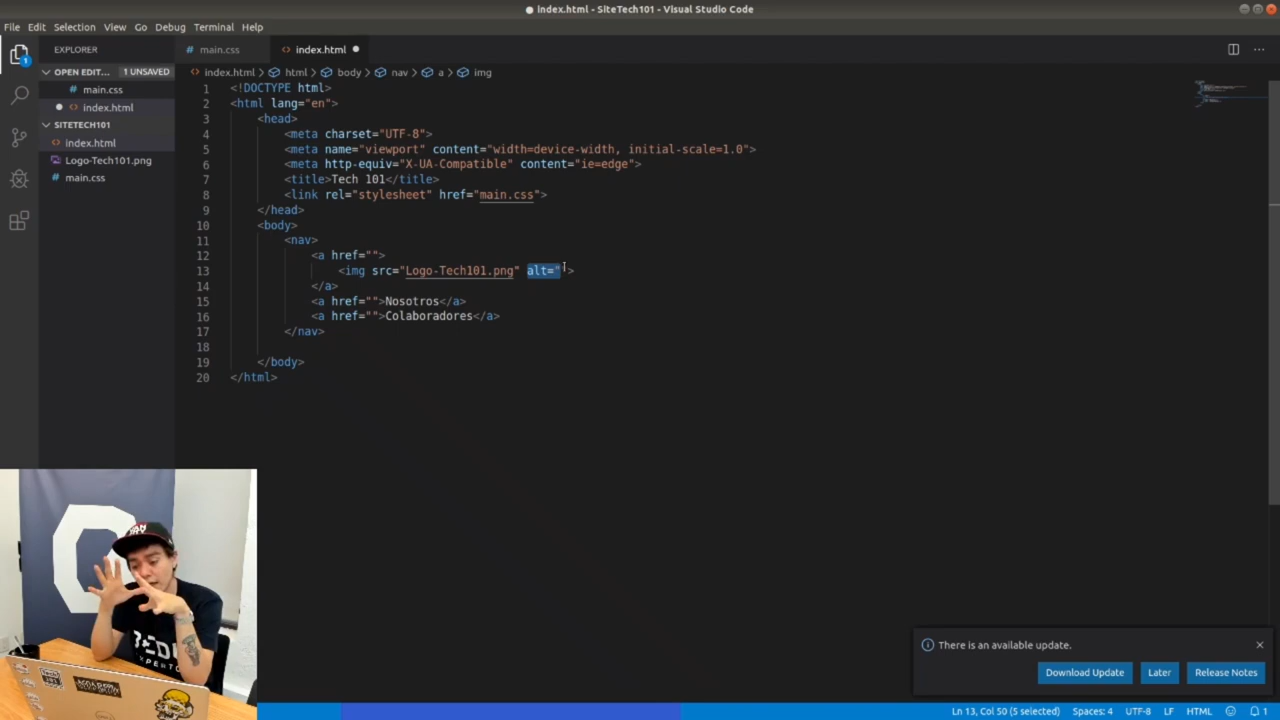 index.html - SiteTech101 - Visual Studio Code
File Edit Selection View Go Debug Terminal Help
EXPLORER
main.css
index.html
OPEN EDIT... 1 UNSAVED
index.html > html > body > nav > a > img
main.css
index.html
SITETECH101
index.html
Logo-Tech101.png
main.css
1 <!DOCTYPE html>
2 <html lang="en">
3 <head>
4 <meta charset="UTF-8">
5 <meta name="viewport" content="width=device-width, initial-scale=1.0">
6 <meta http-equiv="X-UA-Compatible" content="ie=edge">
7 <title>Tech 101</title>
8 <link rel="stylesheet" href="main.css">
9 </head>
10 <body>
11 <nav>
12 <a href="">
13 <img src="Logo-Tech101.png" alt="">
14 </a>
15 <a href="">Nosotros</a>
16 <a href="">Colaboradores</a>
17 </nav>
18
19 </body>
20 </html>
There is an available update.
Download Update Later Release Notes
Ln 13, Col 50 (5 selected) Spaces: 4 UTF-8 LF HTML 1